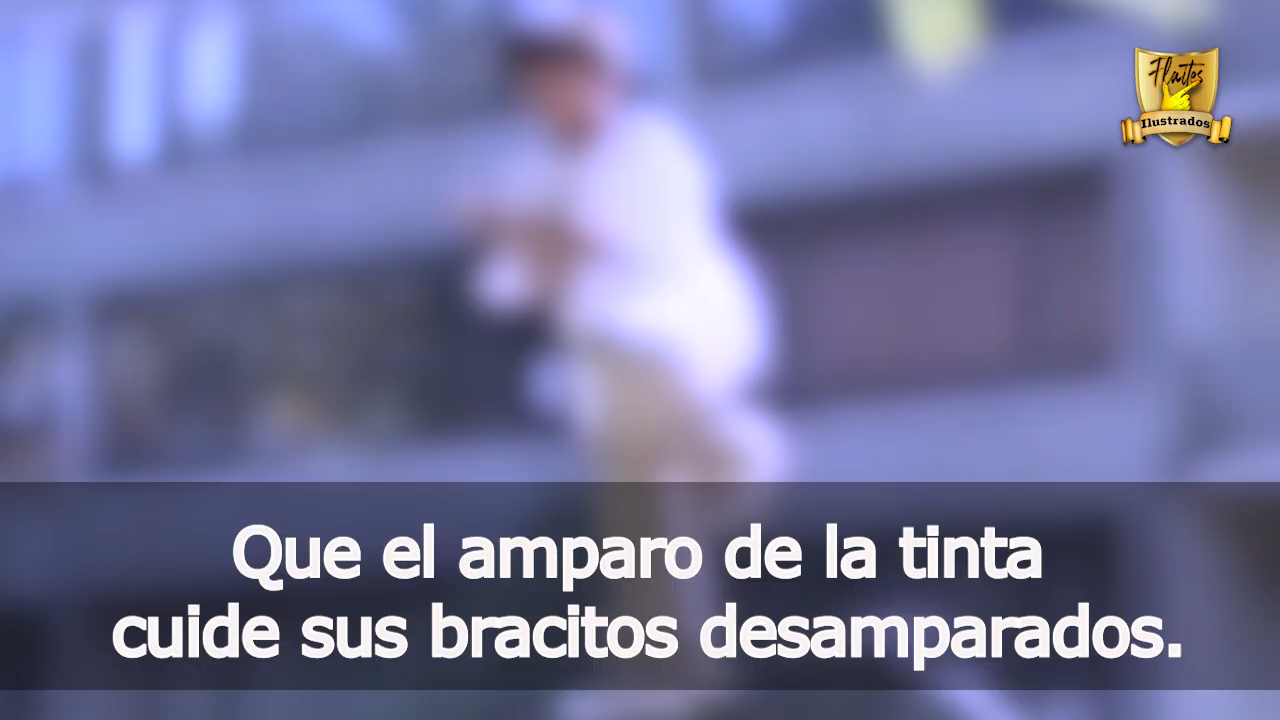 Flaites
Ilustrados
Que el amparo de la tinta
cuide sus bracitos desamparados.